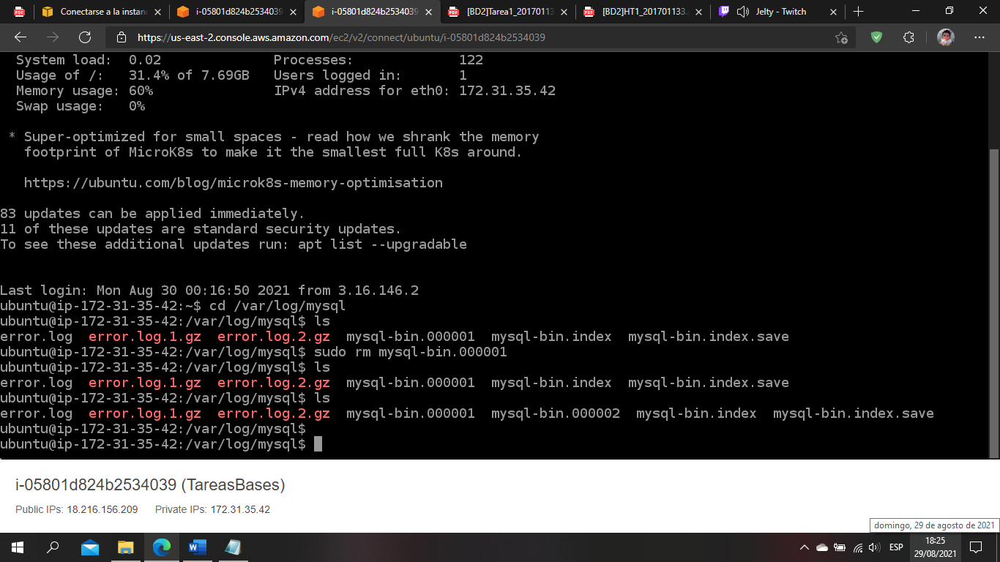 Conectarse a la instan
i-05801d824b2534039
i-05801d824b2534039
[BD2]Tarea1_20170113
[BD2]HT1_201701133.
Jelty - Twitch
https://us-east-2.console.aws.amazon.com/ec2/v2/connect/ubuntu/i-05801d824b2534039
System load: 0.02 Processes: 122
Usage of /: 31.4% of 7.69GB Users logged in: 1
Memory usage: 60% IPv4 address for eth0: 172.31.35.42
Swap usage: 0%
* Super-optimized for small spaces - read how we shrank the memory
footprint of MicroK8s to make it the smallest full K8s around.
https://ubuntu.com/blog/microk8s-memory-optimisation
83 updates can be applied immediately.
11 of these updates are standard security updates.
To see these additional updates run: apt list --upgradable
Last login: Mon Aug 30 00:16:50 2021 from 3.16.146.2
ubuntu@ip-172-31-35-42:~$ cd /var/log/mysql
ubuntu@ip-172-31-35-42:/var/log/mysql$ ls
error.log error.log.1.gz error.log.2.gz mysql-bin.000001 mysql-bin.index mysql-bin.index.save
ubuntu@ip-172-31-35-42:/var/log/mysql$ sudo rm mysql-bin.000001
ubuntu@ip-172-31-35-42:/var/log/mysql$ ls
error.log error.log.1.gz error.log.2.gz mysql-bin.000001 mysql-bin.index mysql-bin.index.save
ubuntu@ip-172-31-35-42:/var/log/mysql$ ls
error.log error.log.1.gz error.log.2.gz mysql-bin.000001 mysql-bin.000002 mysql-bin.index mysql-bin.index.save
ubuntu@ip-172-31-35-42:/var/log/mysql$
ubuntu@ip-172-31-35-42:/var/log/mysql$
i-05801d824b2534039 (TareasBases)
Public IPs: 18.216.156.209 Private IPs: 172.31.35.42
domingo, 29 de agosto de 2021
ESP
18:25
29/08/2021